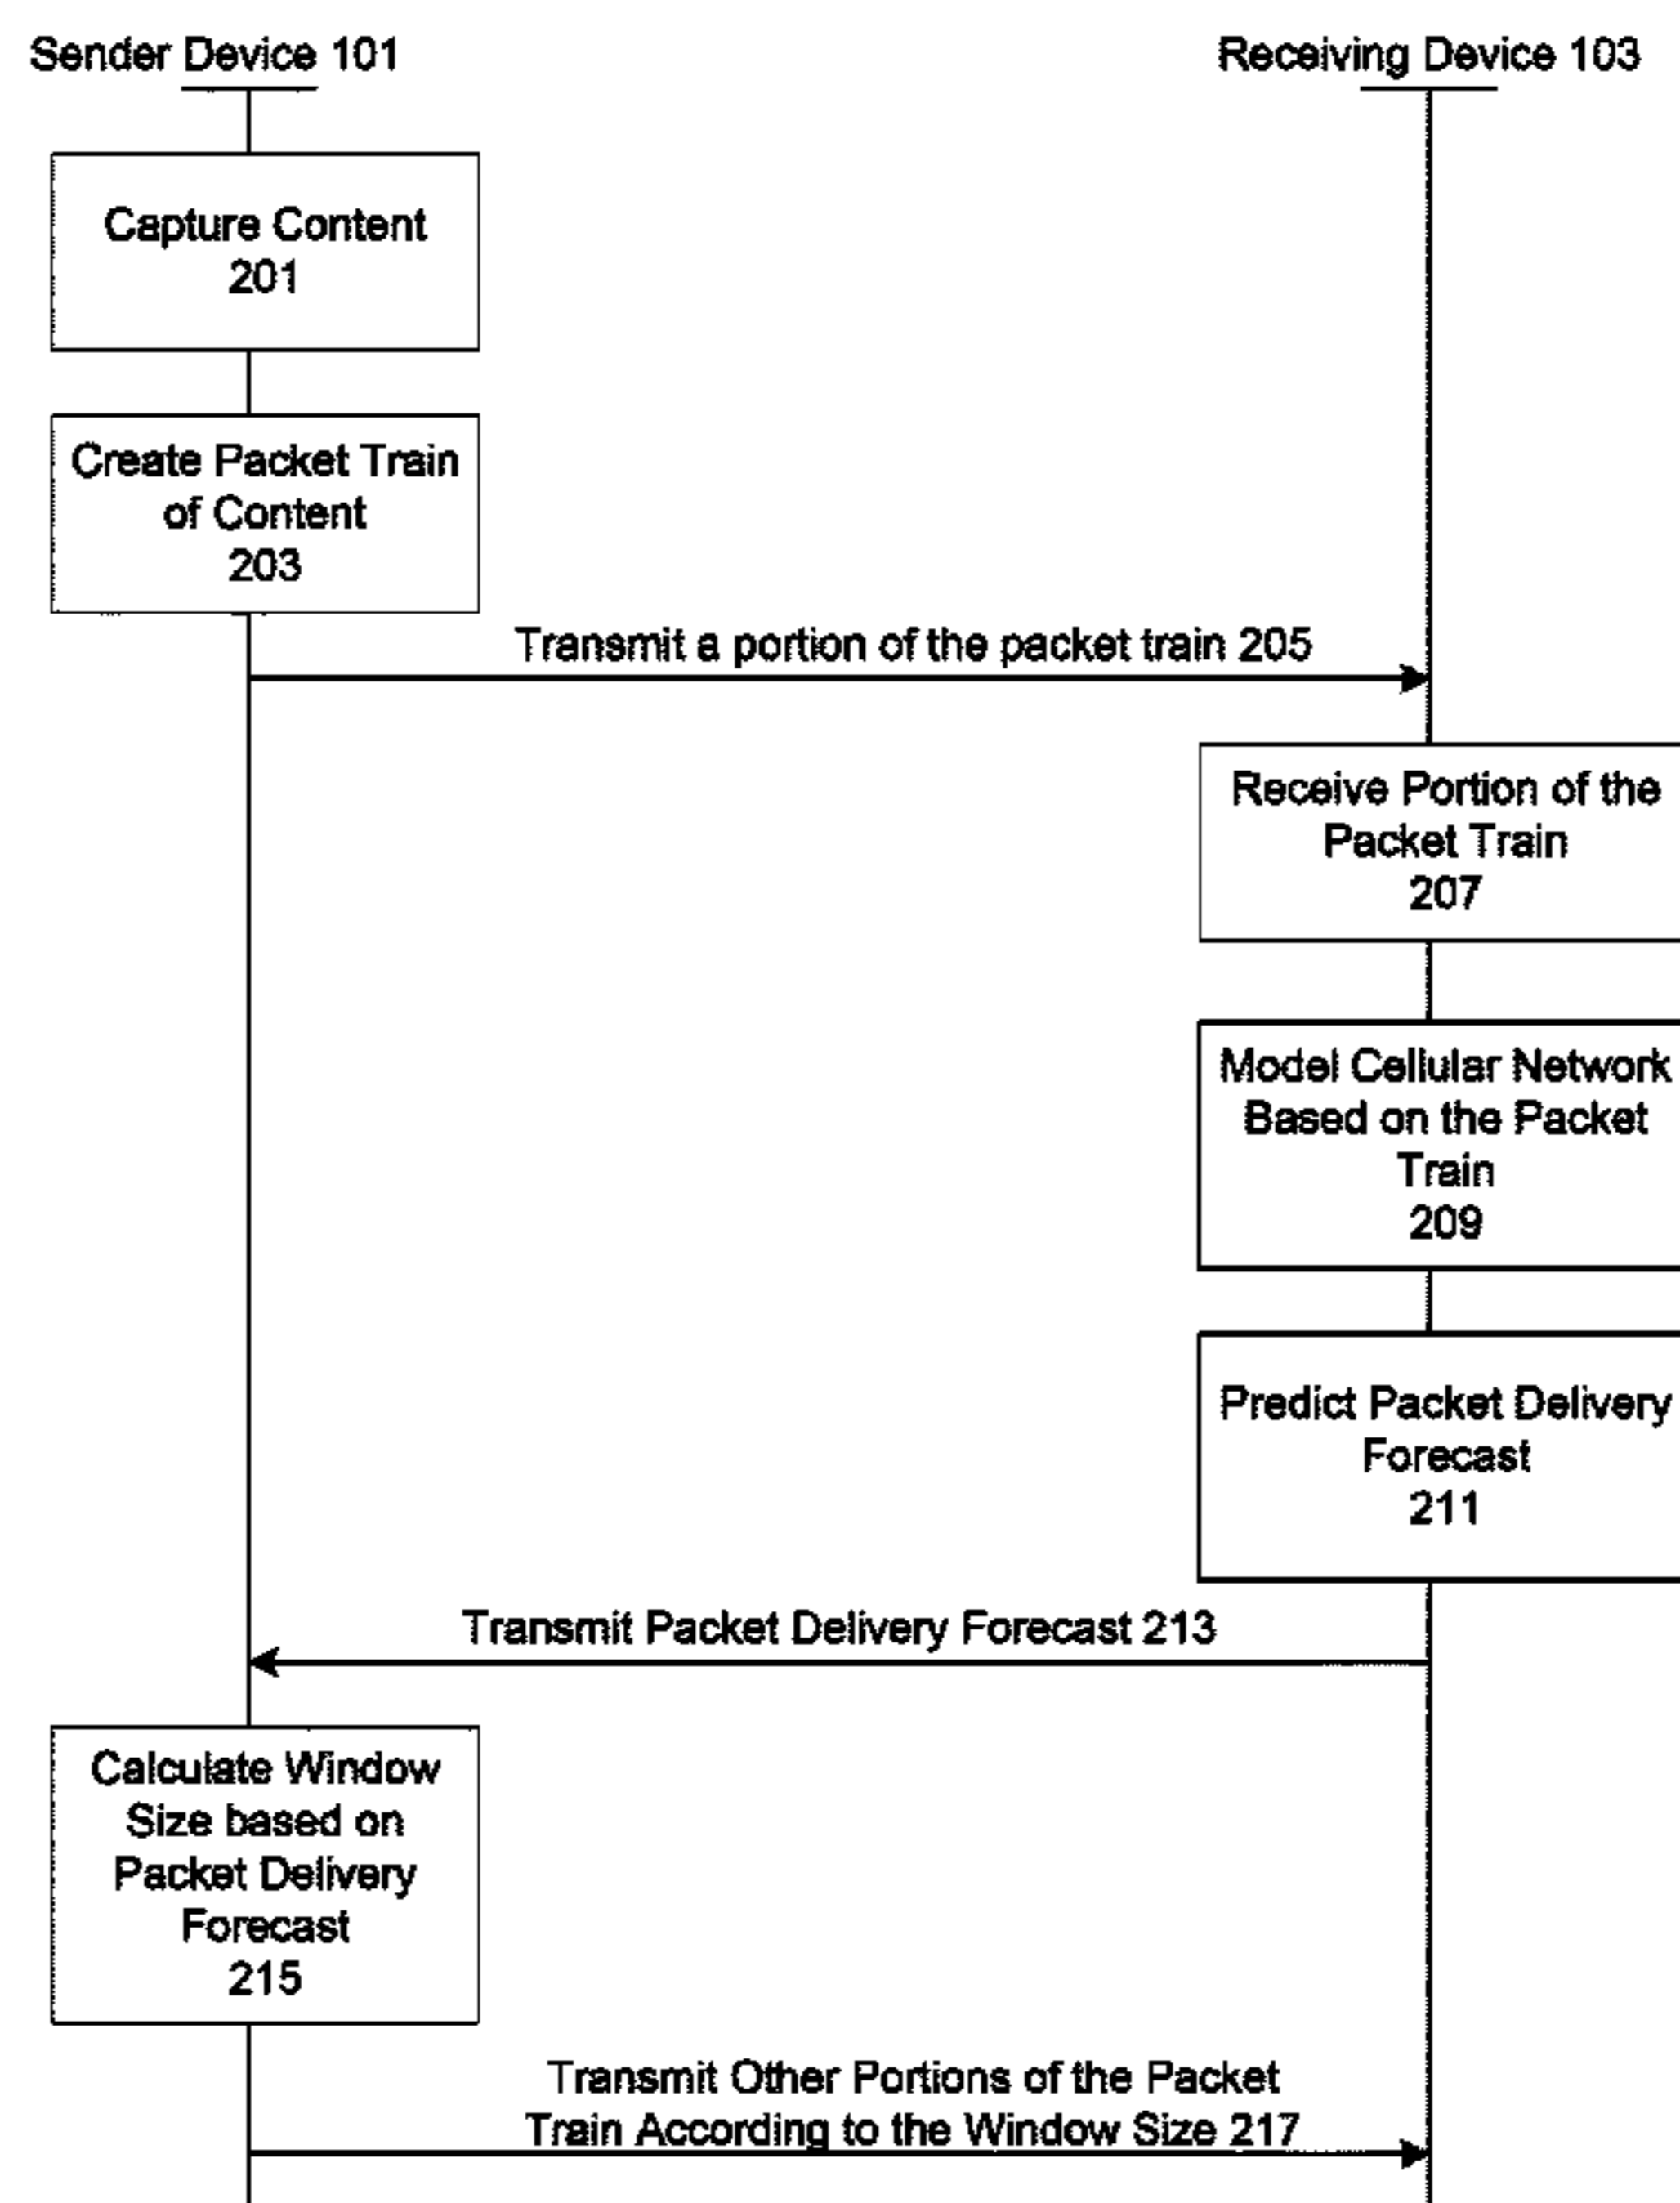 Sender Device 101
Receiving Device 103
Capture Content
201
Create Packet Train
of Content
203
Transmit a portion of the packet train 205
Receive Portion of the
Packet Train
207
Model Cellular Network
Based on the Packet
Train
209
Predict Packet Delivery
Forecast
211
Transmit Packet Delivery Forecast 213
Calculate Window
Size based on
Packet Delivery
Forecast
215
Transmit Other Portions of the Packet
Train According to the Window Size 217